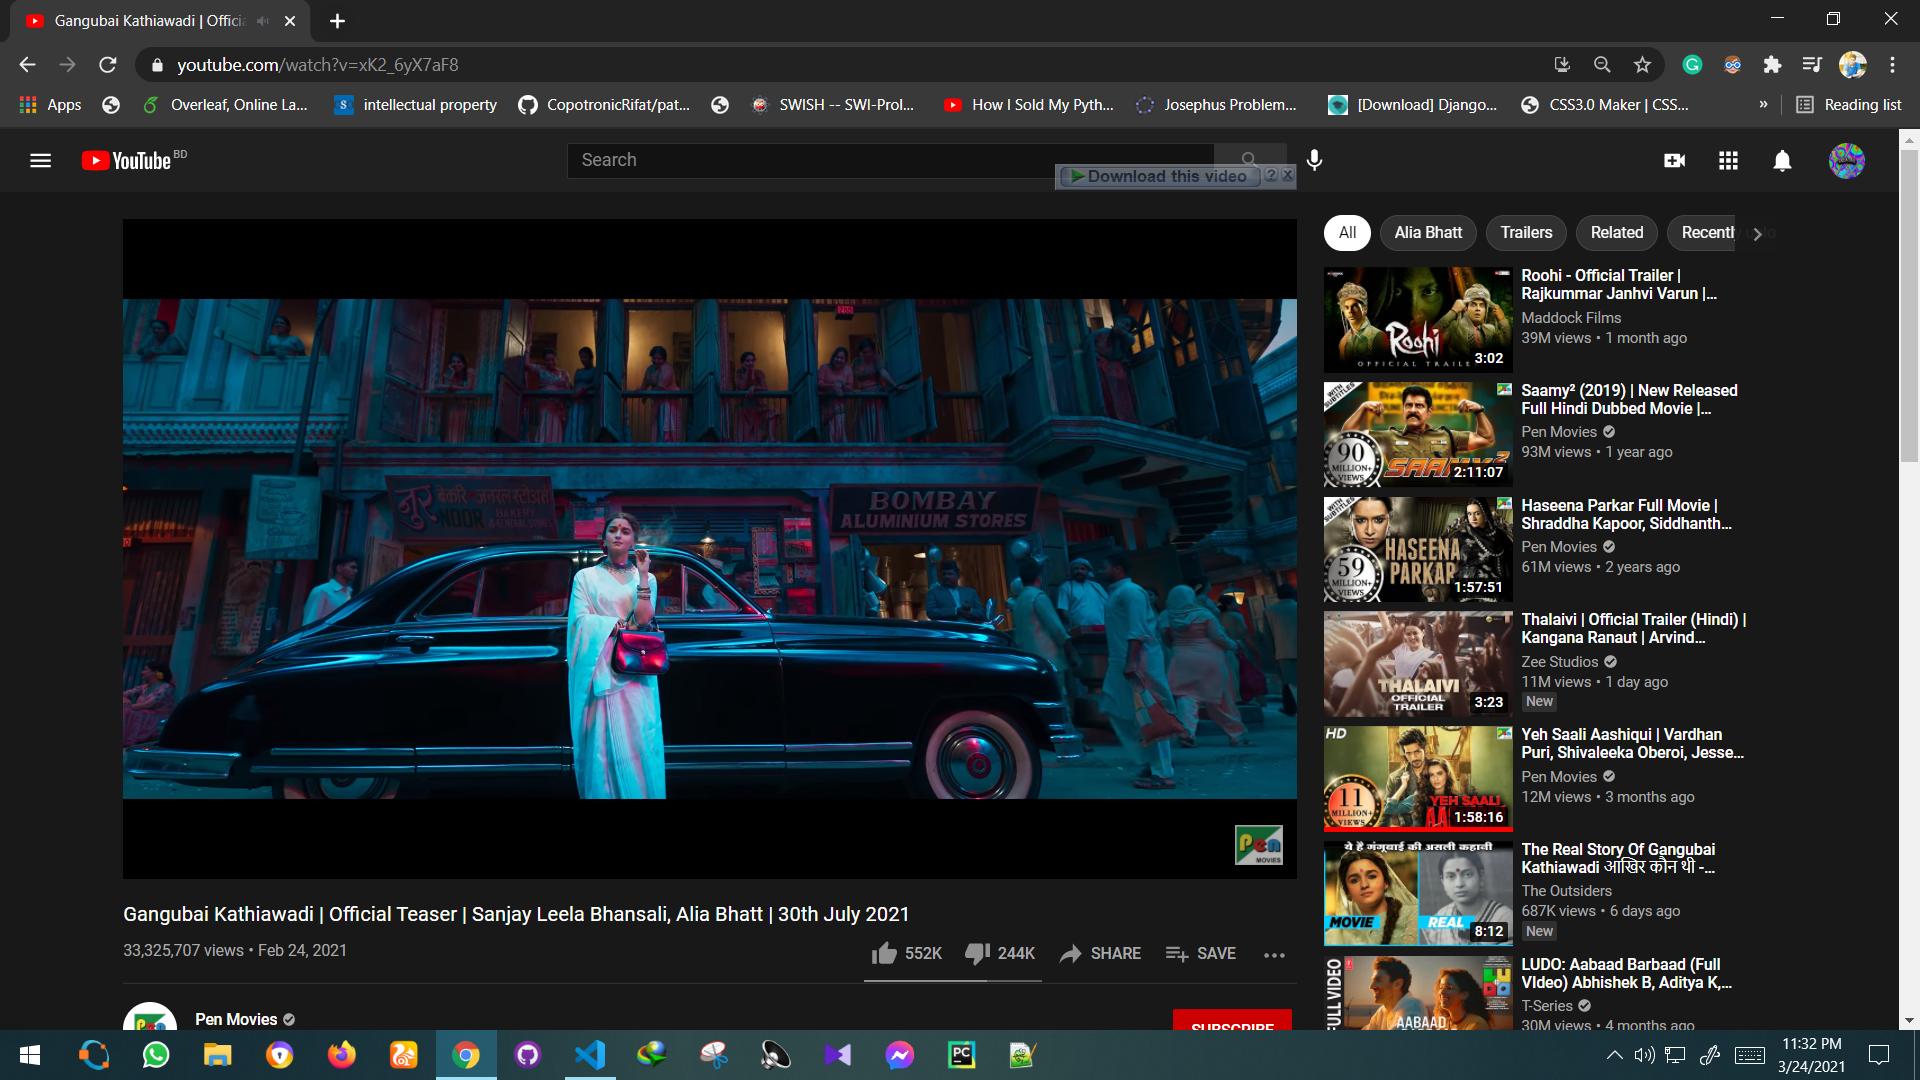 Gangubai Kathiawadi | Offici
youtube.com/watch?v=xK2_6yX7aF8
Apps
Overleaf, Online La...
intellectual property
CopotronicRifat/pat...
SWISH -- SWI-Prol...
How I Sold My Pyth...
Josephus Problem...
[Download] Django...
CSS3.0 Maker | CSS...
»
Reading list
YouTube BD
Search
Download this video
All
Alia Bhatt
Trailers
Related
Recently
255
नूर बेकरी जनरल स्टोअर्स
NOOR BAKERY
& GENERAL STORES
BOMBAY
ALUMINIUM STORES
Pen
MOVIES
Gangubai Kathiawadi | Official Teaser | Sanjay Leela Bhansali, Alia Bhatt | 30th July 2021
33,325,707 views • Feb 24, 2021
552K
244K
SHARE
SAVE
Pen Movies
SUBSCRIBE
Roohi
OFFICIAL TRAILE
3:02
Roohi - Official Trailer |
Rajkummar Janhvi Varun |...
Maddock Films
39M views • 1 month ago
WITH
SUBTITLES
90
MILLION+
VIEWS
SAAMY²
2:11:07
Saamy² (2019) | New Released
Full Hindi Dubbed Movie |...
Pen Movies
93M views • 1 year ago
WITH
SUBTITLES
59
MILLION+
VIEWS
HASEENA
PARKAR
1:57:51
Haseena Parkar Full Movie |
Shraddha Kapoor, Siddhanth...
Pen Movies
61M views • 2 years ago
THALAIVI
OFFICIAL
TRAILER
3:23
Thalaivi | Official Trailer (Hindi) |
Kangana Ranaut | Arvind...
Zee Studios
11M views • 1 day ago
New
HD
11
MILLION+
VIEWS
YEH SAALI
1:58:16
Yeh Saali Aashiqui | Vardhan
Puri, Shivaleeka Oberoi, Jesse...
Pen Movies
12M views • 3 months ago
ये है गंगूबाई की असली कहानी
MOVIE
REAL
8:12
The Real Story Of Gangubai
Kathiawadi आखिर कौन थी -...
The Outsiders
687K views • 6 days ago
New
FULL VIDEO
AABAAD
LUDO: Aabaad Barbaad (Full
VIdeo) Abhishek B, Aditya K,...
T-Series
30M views • 4 months ago
PC
11:32 PM
3/24/2021